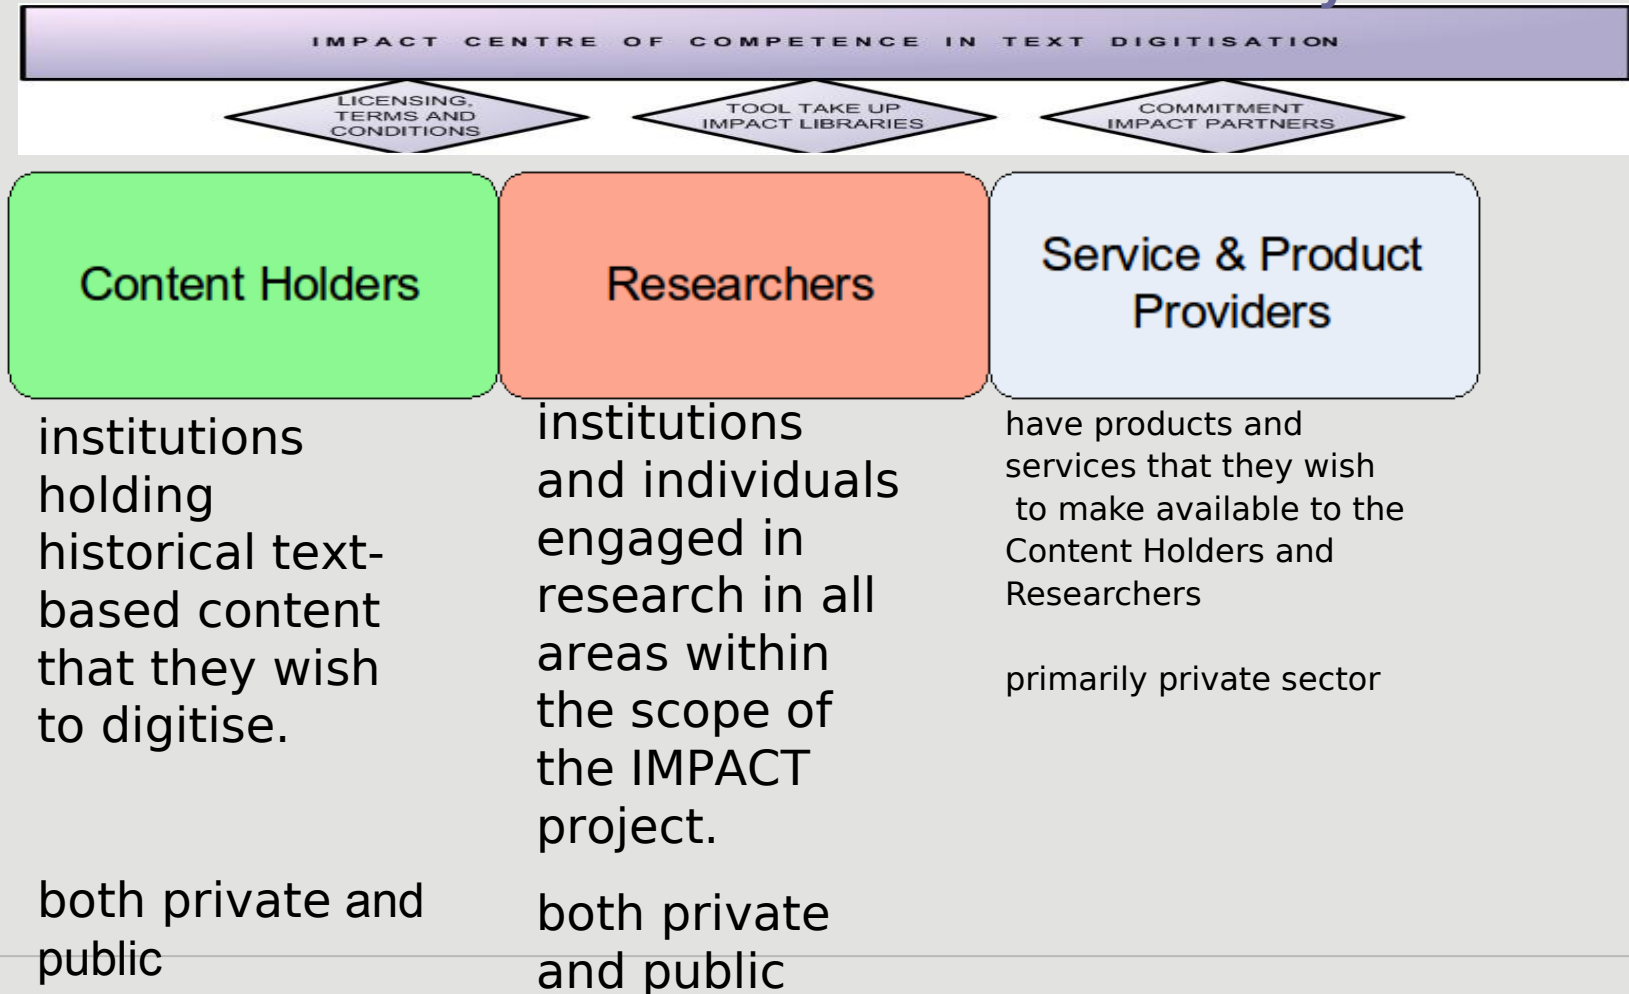 IMPACT CENTRE OF COMPETENCE IN TEXT DIGITISATION
LICENSING,
TERMS AND
CONDITIONS
TOOL TAKE UP
IMPACT LIBRARIES
COMMITMENT
IMPACT PARTNERS
Content Holders
Researchers
Service & Product
Providers
institutions
holding
historical text-
based content
that they wish
to digitise.
both private and
public
institutions
and individuals
engaged in
research in all
areas within
the scope of
the IMPACT
project.
both private
and public
have products and
services that they wish
to make available to the
Content Holders and
Researchers
primarily private sector